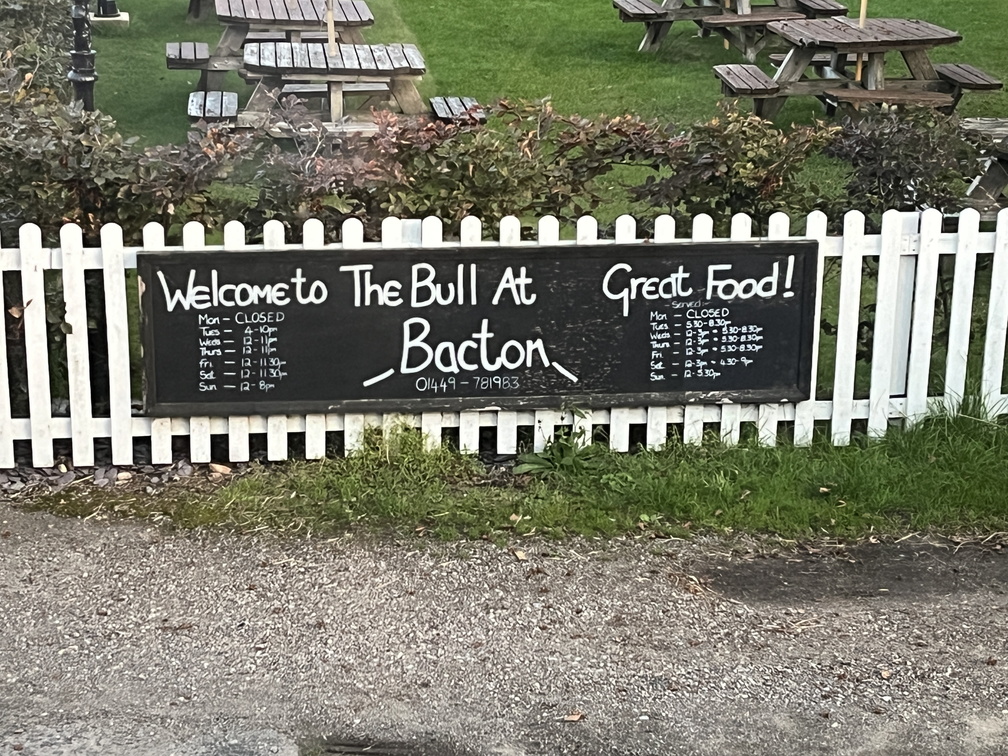 Welcome to The Bull At
Bacton
01449 - 781983
Mon - CLOSED
Tues - 4-10pm
Weds - 12-11pm
Thurs - 12-11pm
Fri - 12-11.30pm
Sat - 12-11.30pm
Sun - 12-8pm
Great Food!
Served:-
Mon - CLOSED
Tues - 5.30-8.30pm
Weds - 12-3pm + 5.30-8.30pm
Thurs - 12-3pm + 5.30-8.30pm
Fri - 12-3pm + 5.30-8.30pm
Sat - 12-3pm + 4.30-9pm
Sun - 12-5.30pm